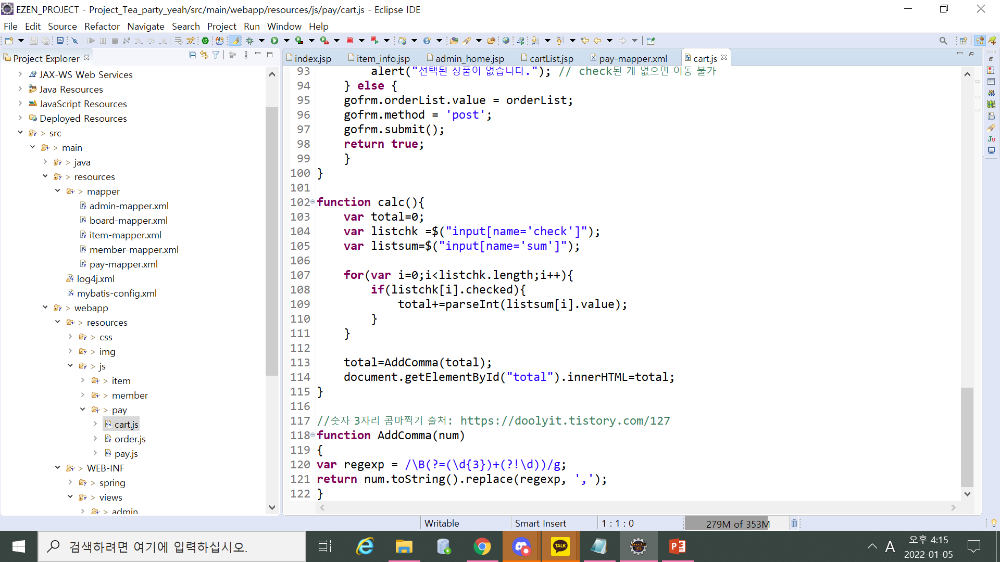 EZEN_PROJECT - Project_Tea_party_yeah/src/main/webapp/resources/js/pay/cart.js - Eclipse IDE
File Edit Source Refactor Navigate Search Project Run Window Help
Project Explorer
JAX-WS Web Services
Java Resources
JavaScript Resources
Deployed Resources
> src
> main
> java
> resources
> mapper
admin-mapper.xml
board-mapper.xml
item-mapper.xml
member-mapper.xml
pay-mapper.xml
log4j.xml
mybatis-config.xml
> webapp
> resources
> css
> img
> js
> item
> member
> pay
cart.js
order.js
pay.js
> WEB-INF
> spring
> views
> admin
index.jsp item_info.jsp admin_home.jsp cartList.jsp pay-mapper.xml cart.js
93 alert("선택된 상품이 없습니다."); // check된 게 없으면 이동 불가
94 } else {
95 gofrm.orderList.value = orderList;
96 gofrm.method = 'post';
97 gofrm.submit();
98 return true;
99 }
100 }
101
102 function calc(){
103 var total=0;
104 var listchk =$("input[name='check']");
105 var listsum=$("input[name='sum']");
106
107 for(var i=0;i<listchk.length;i++){
108 if(listchk[i].checked){
109 total+=parseInt(listsum[i].value);
110 }
111 }
112
113 total=AddComma(total);
114 document.getElementById("total").innerHTML=total;
115 }
116
117 //숫자 3자리 콤마찍기 출처: https://doolyit.tistory.com/127
118 function AddComma(num)
119 {
120 var regexp = /\B(?=(\d{3})+(?!\d))/g;
121 return num.toString().replace(regexp, ',');
122 }
Writable Smart Insert 1 : 1 : 0 279M of 353M
검색하려면 여기에 입력하십시오.
TALK
Java EE IDE
A
오후 4:15
2022-01-05